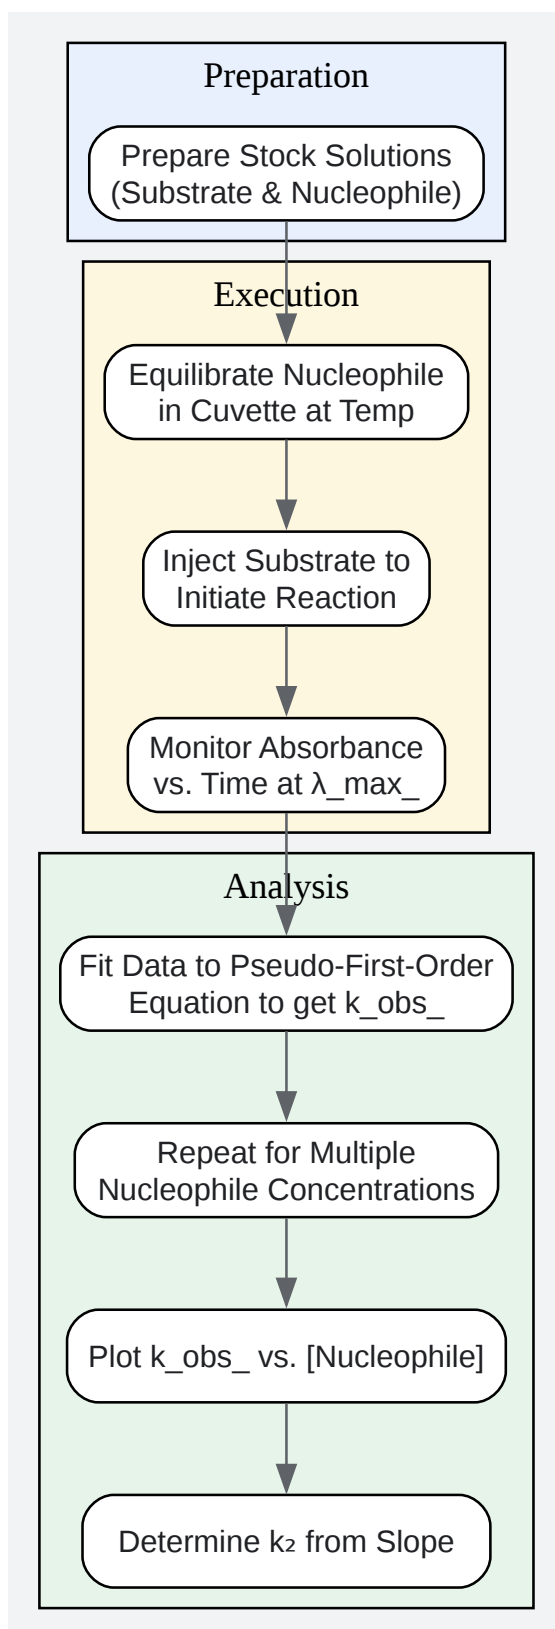 Preparation
Prepare Stock Solutions
(Substrate & Nucleophile)
Execution
Equilibrate Nucleophile
in Cuvette at Temp
Inject Substrate to
Initiate Reaction
Monitor Absorbance
vs. Time at λ_max_
Analysis
Fit Data to Pseudo-First-Order
Equation to get k_obs_
Repeat for Multiple
Nucleophile Concentrations
Plot k_obs_ vs. [Nucleophile]
Determine k₂ from Slope